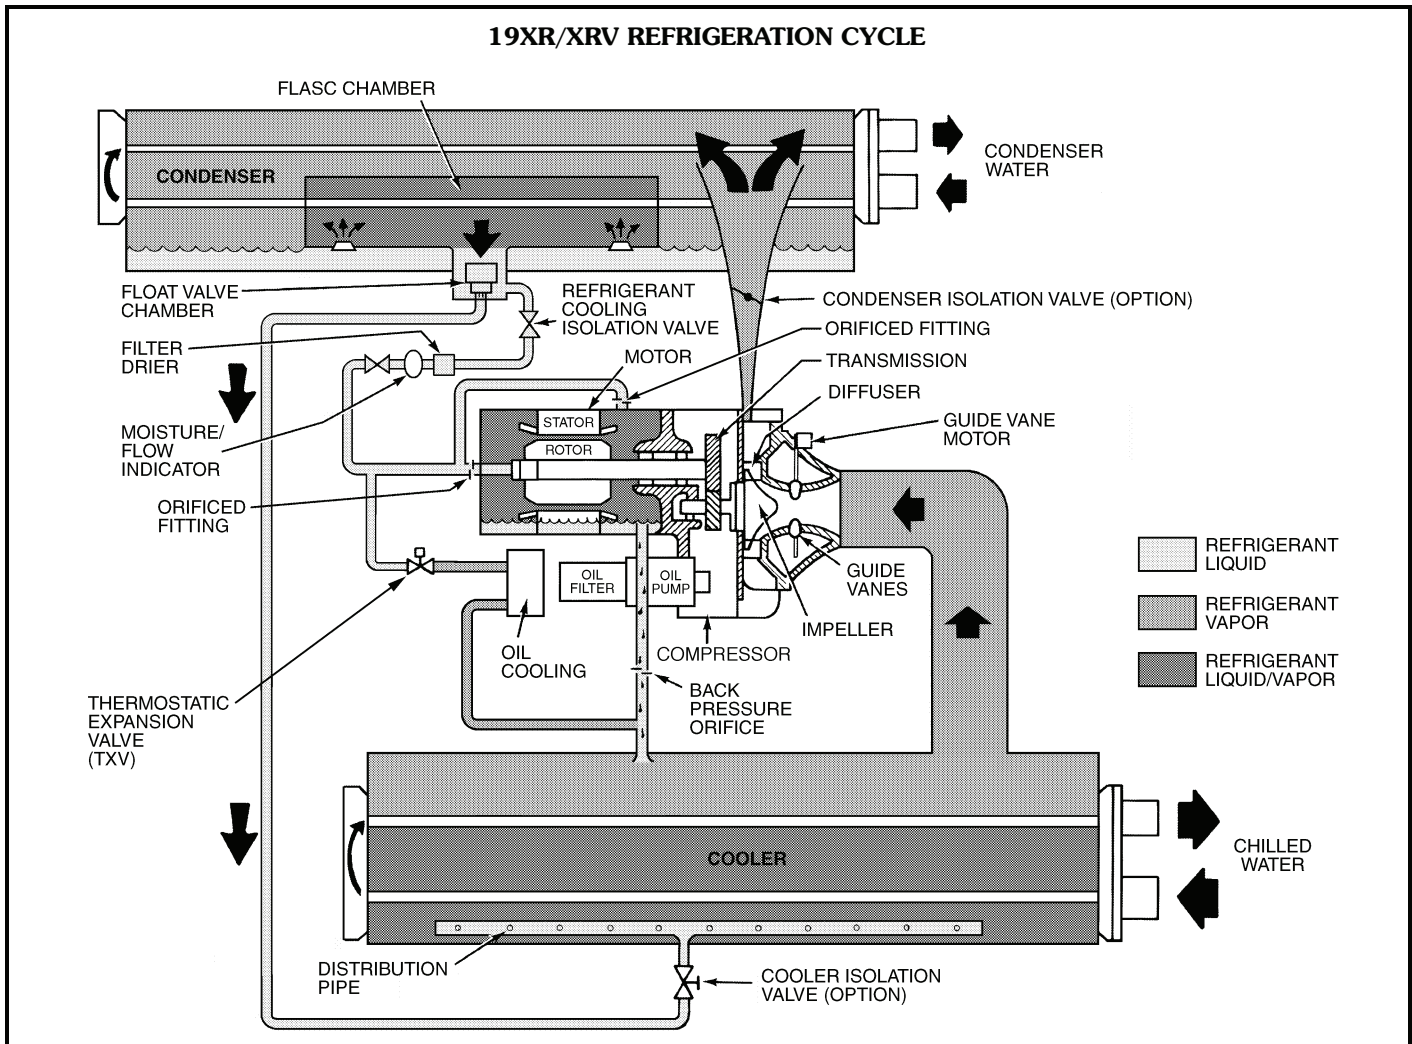 19XR/XRV REFRIGERATION CYCLE
FLASC CHAMBER
CONDENSER
CONDENSER
WATER
FLOAT VALVE
CHAMBER
REFRIGERANT
COOLING
ISOLATION VALVE
CONDENSER ISOLATION VALVE (OPTION)
ORIFICED FITTING
FILTER
DRIER
MOTOR
TRANSMISSION
DIFFUSER
GUIDE VANE
MOTOR
STATOR
ROTOR
MOISTURE/
FLOW
INDICATOR
ORIFICED
FITTING
REFRIGERANT
LIQUID
REFRIGERANT
VAPOR
REFRIGERANT
LIQUID/VAPOR
OIL
FILTER
OIL
PUMP
GUIDE
VANES
IMPELLER
OIL
COOLING
COMPRESSOR
BACK
PRESSURE
ORIFICE
THERMOSTATIC
EXPANSION
VALVE
(TXV)
COOLER
CHILLED
WATER
DISTRIBUTION
PIPE
COOLER ISOLATION
VALVE (OPTION)